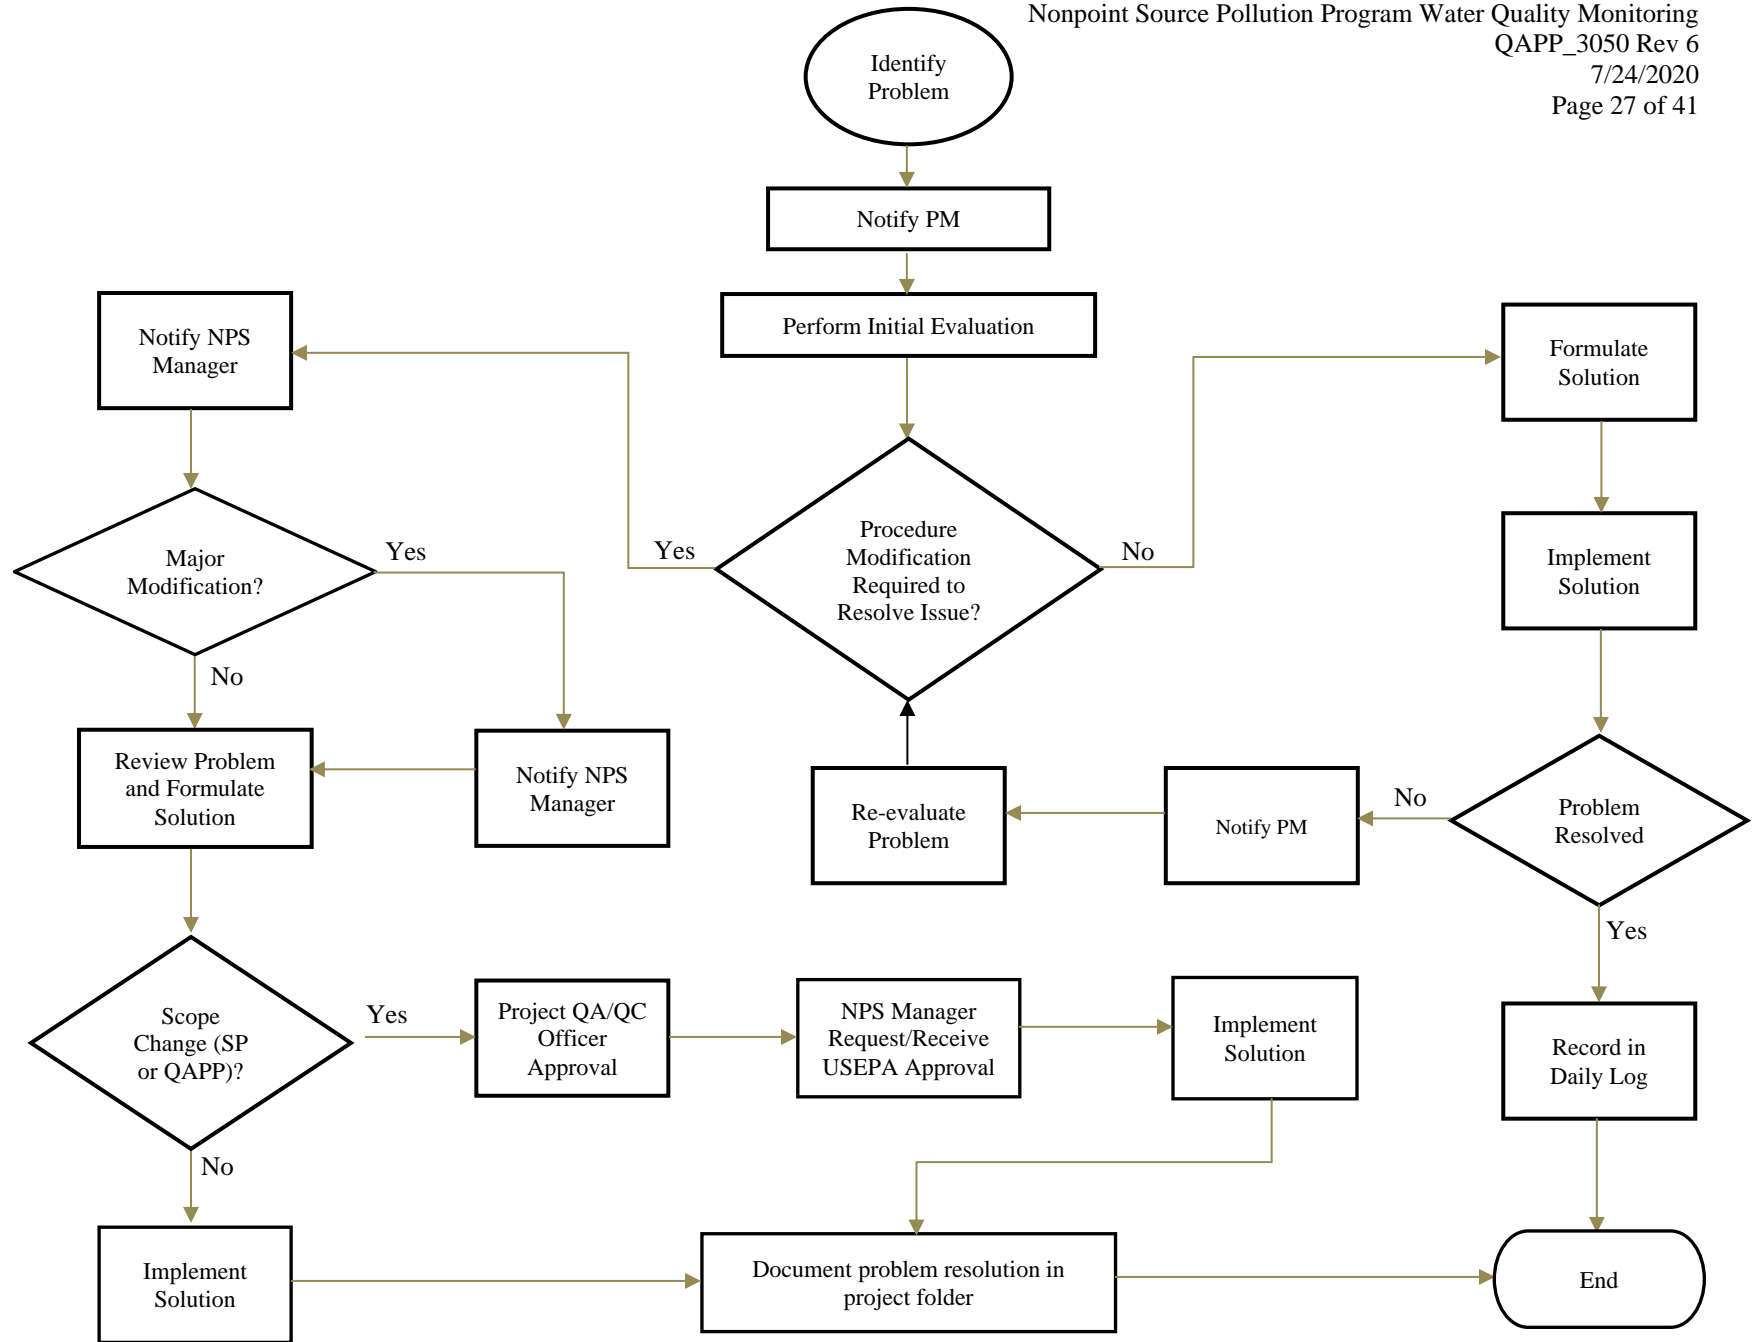 Nonpoint Source Pollution Program Water Quality Monitoring
QAPP_3050 Rev 6
7/24/2020
Page 27 of 41
Identify
Problem
Notify PM
Perform Initial Evaluation
Notify NPS
Manager
Formulate
Solution
Procedure
Modification
Required to
Resolve Issue?
Yes
No
Major
Modification?
Yes
No
Implement
Solution
Review Problem
and Formulate
Solution
Notify NPS
Manager
Re-evaluate
Problem
Notify PM
No
Problem
Resolved
Yes
Scope
Change (SP
or QAPP)?
Yes
Project QA/QC
Officer
Approval
NPS Manager
Request/Receive
USEPA Approval
Implement
Solution
Record in
Daily Log
No
Implement
Solution
Document problem resolution in
project folder
End